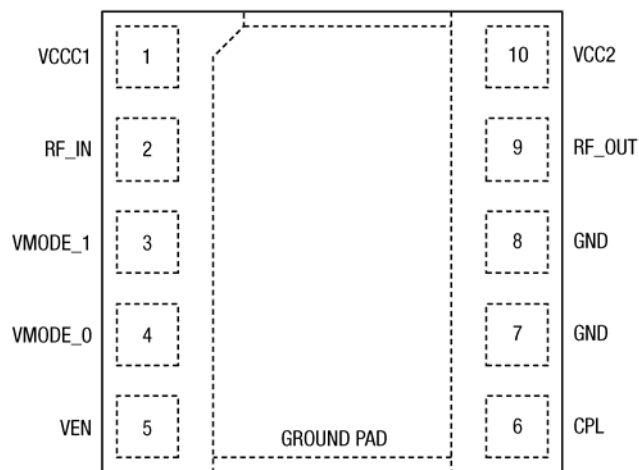 VCCC1 1 10 VCC2
RF_IN 2 9 RF_OUT
VMODE_1 3 8 GND
VMODE_0 4 7 GND
VEN 5 GROUND PAD 6 CPL